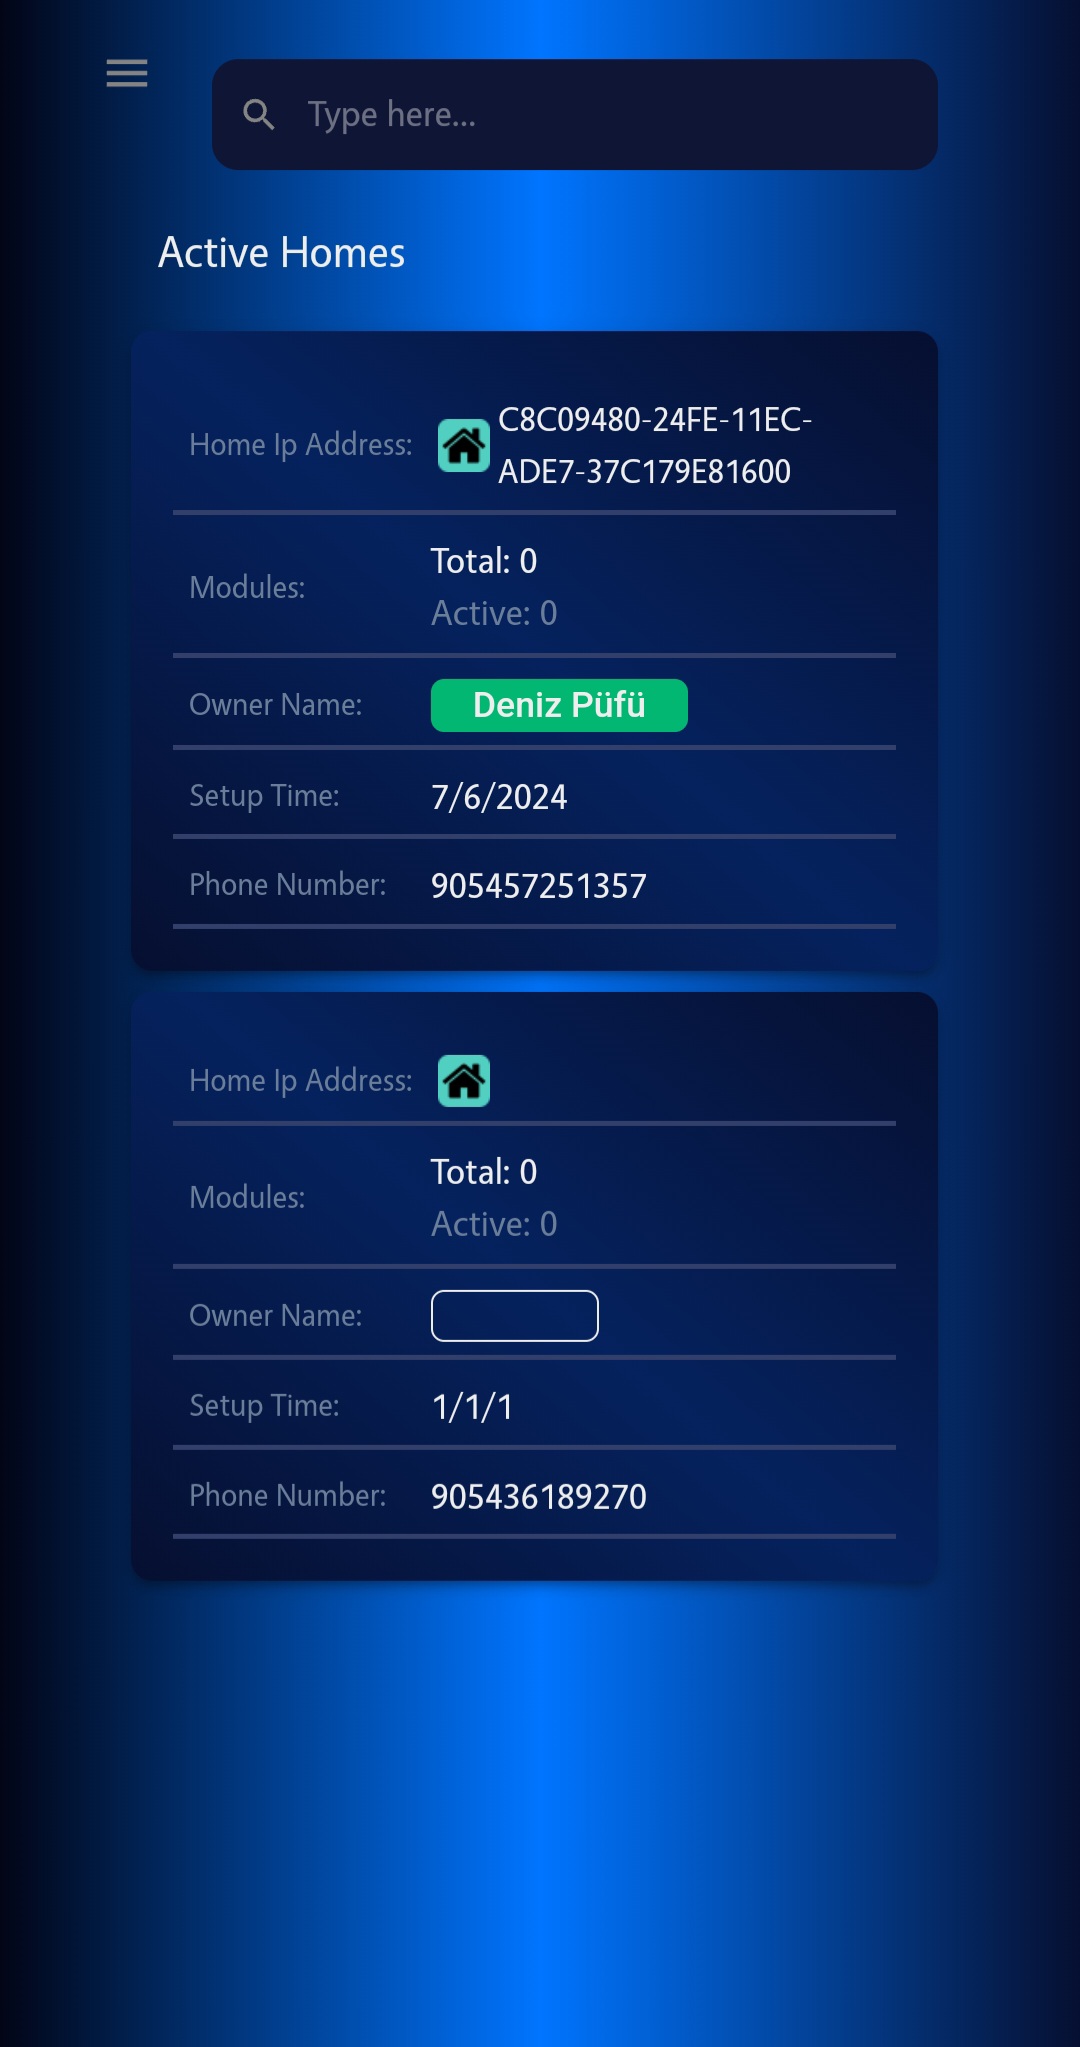 Type here...
Active Homes
Home Ip Address:
C8C09480-24FE-11EC-
ADE7-37C179E81600
Modules:
Total: 0
Active: 0
Owner Name:
Deniz Püfü
Setup Time:
7/6/2024
Phone Number:
905457251357
Home Ip Address:
Modules:
Total: 0
Active: 0
Owner Name:
Setup Time:
1/1/1
Phone Number:
905436189270